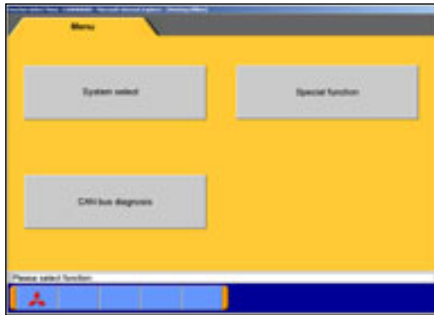 Menu
System select
Special function
CAN bus diagnosis
Please select function